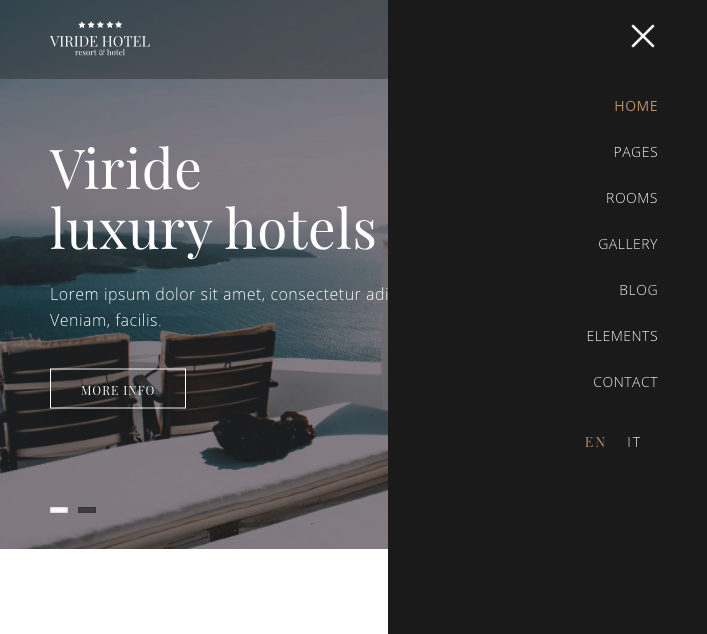 VIRIDE HOTEL
resort & hotel
Viride
luxury hotels
Lorem ipsum dolor sit amet, consectetur adi
Veniam, facilis.
MORE INFO
HOME
PAGES
ROOMS
GALLERY
BLOG
ELEMENTS
CONTACT
EN IT